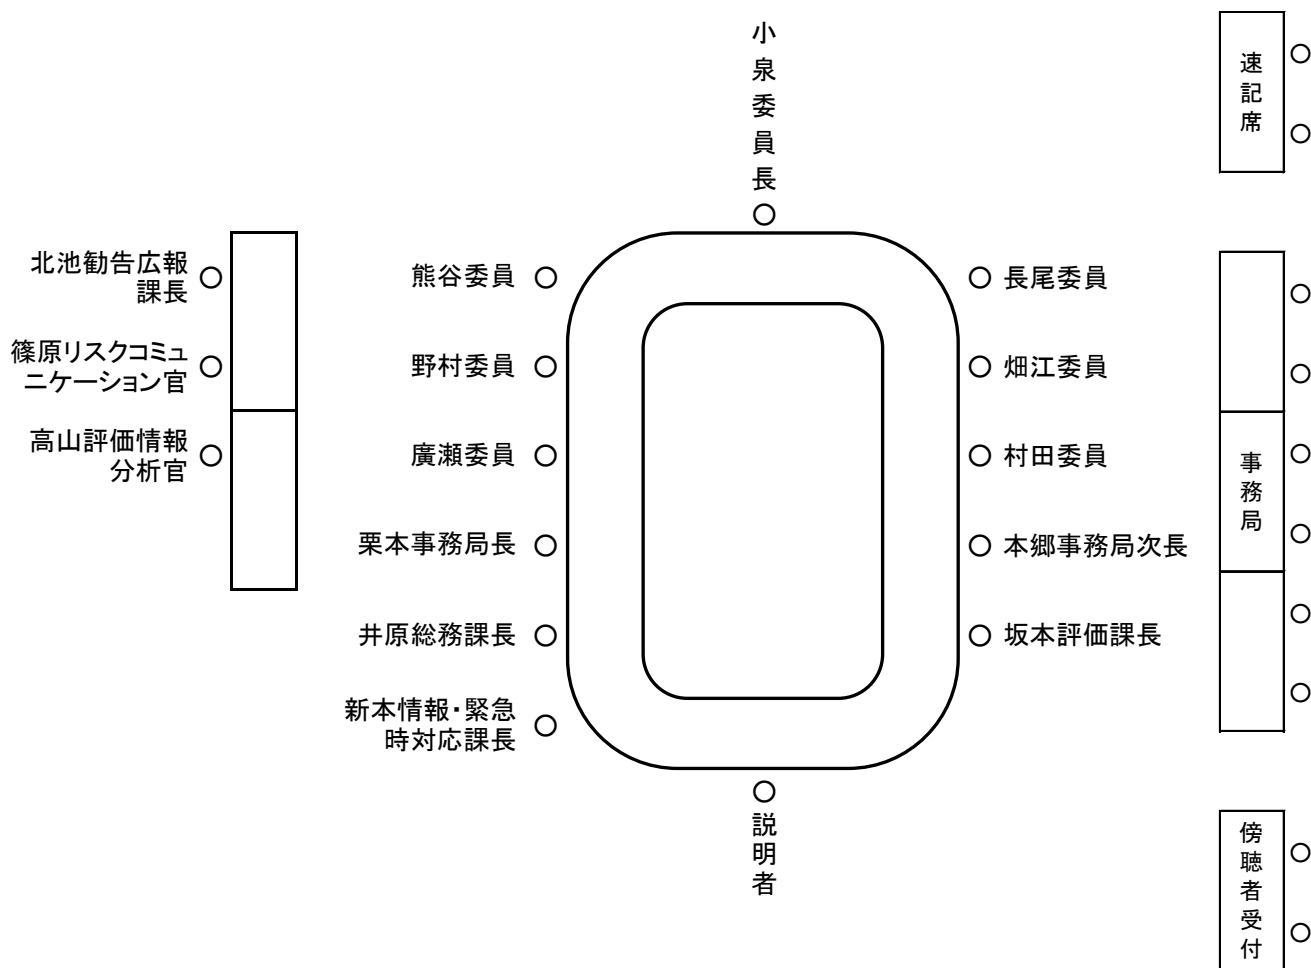 小泉委員長
速記席
北池勧告広報
課長
篠原リスクコミュ
ニケーション官
高山評価情報
分析官
熊谷委員
野村委員
廣瀬委員
栗本事務局長
井原総務課長
新本情報・緊急
時対応課長
長尾委員
畑江委員
村田委員
本郷事務局次長
坂本評価課長
事務局
説明者
傍聴者受付